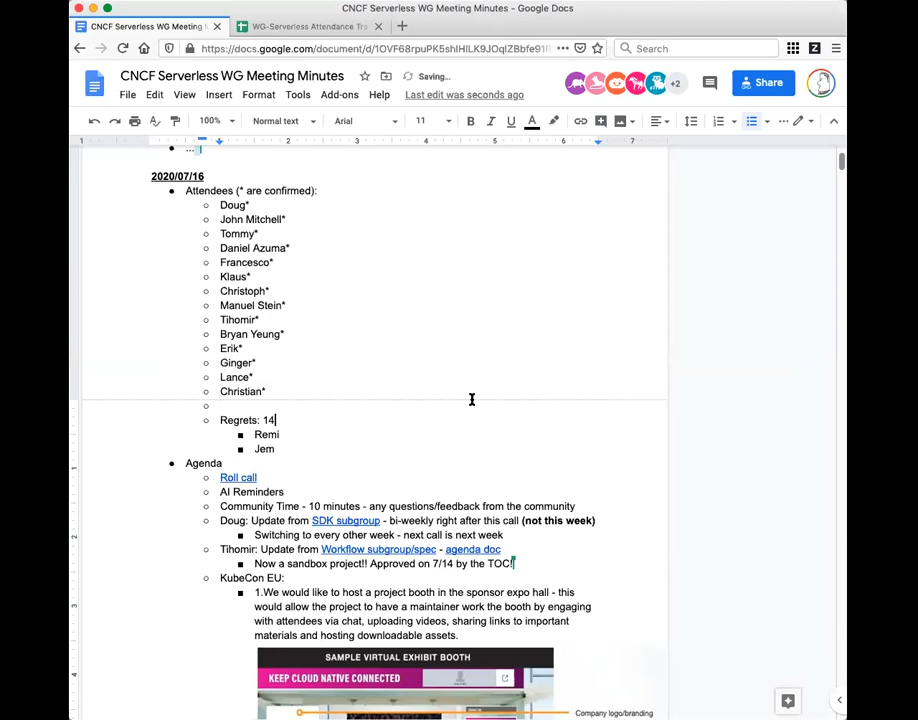 CNCF Serverless WG Meeting Minutes - Google Docs
CNCF Serverless WG Meeting
WG-Serverless Attendance Tra
https://docs.google.com/document/d/1OVF68rpuPK5shIHILK9JOqIZBbfe91
Search
CNCF Serverless WG Meeting Minutes
Saving...
+2
Share
File Edit View Insert Format Tools Add-ons Help Last edit was seconds ago
100% Normal text Arial 11
1 1 2 3 4 5 6
...
2020/07/16
Attendees (* are confirmed):
Doug*
John Mitchell*
Tommy*
Daniel Azuma*
Francesco*
Klaus*
Christoph*
Manuel Stein*
Tihomir*
Bryan Yeung*
Erik*
Ginger*
Lance*
Christian*
Regrets: 14
Remi
Jem
Agenda
Roll call
AI Reminders
Community Time - 10 minutes - any questions/feedback from the community
Doug: Update from SDK subgroup - bi-weekly right after this call (not this week)
Switching to every other week - next call is next week
Tihomir: Update from Workflow subgroup/spec - agenda doc
Now a sandbox project!! Approved on 7/14 by the TOC!
KubeCon EU:
1.We would like to host a project booth in the sponsor expo hall - this
would allow the project to have a maintainer work the booth by engaging
with attendees via chat, uploading videos, sharing links to important
materials and hosting downloadable assets.
SAMPLE VIRTUAL EXHIBIT BOOTH
KEEP CLOUD NATIVE CONNECTED
Company logo/branding